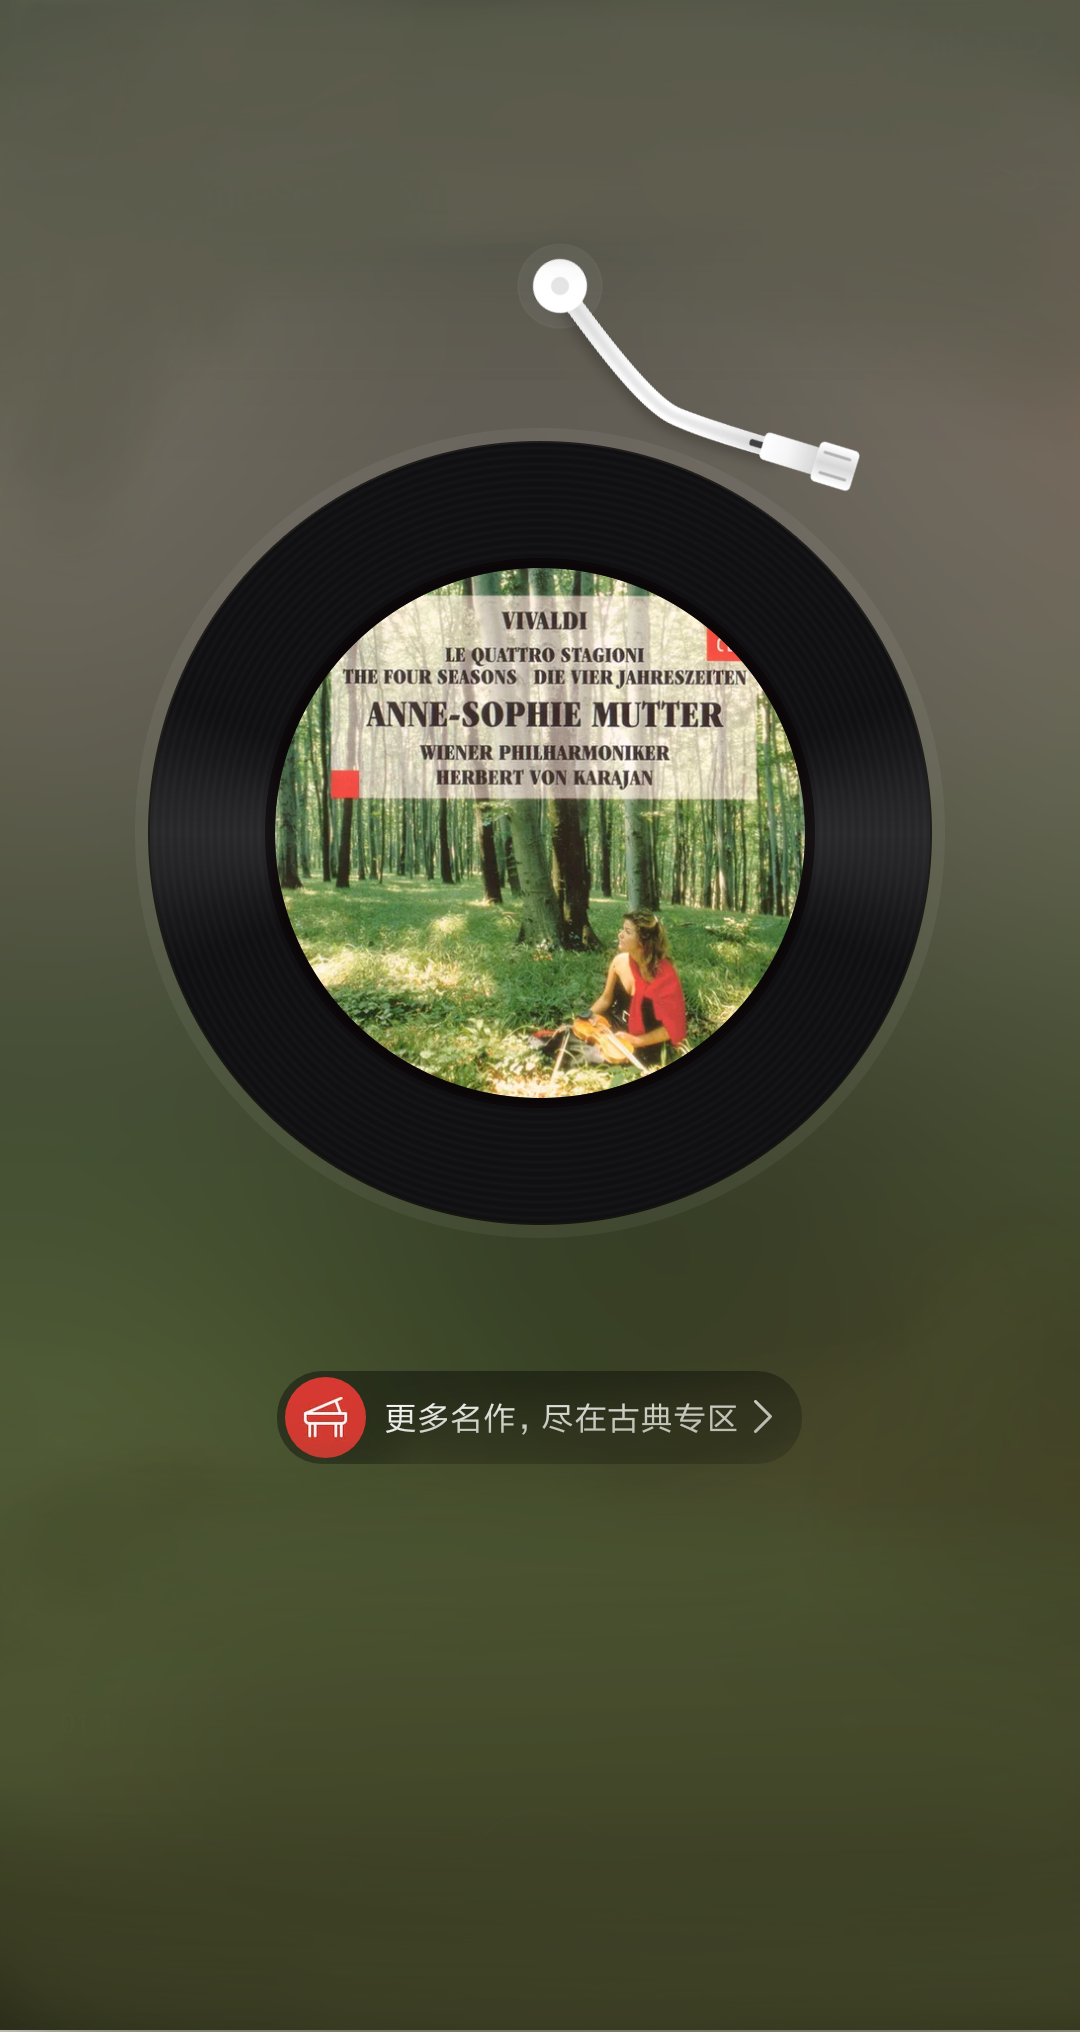 VIVALDI
LE QUATTRO STAGIONI
THE FOUR SEASONS DIE VIER JAHRESZEITEN
ANNE-SOPHIE MUTTER
WIENER PHILHARMONIKER
HERBERT VON KARAJAN
更多名作，尽在古典专区